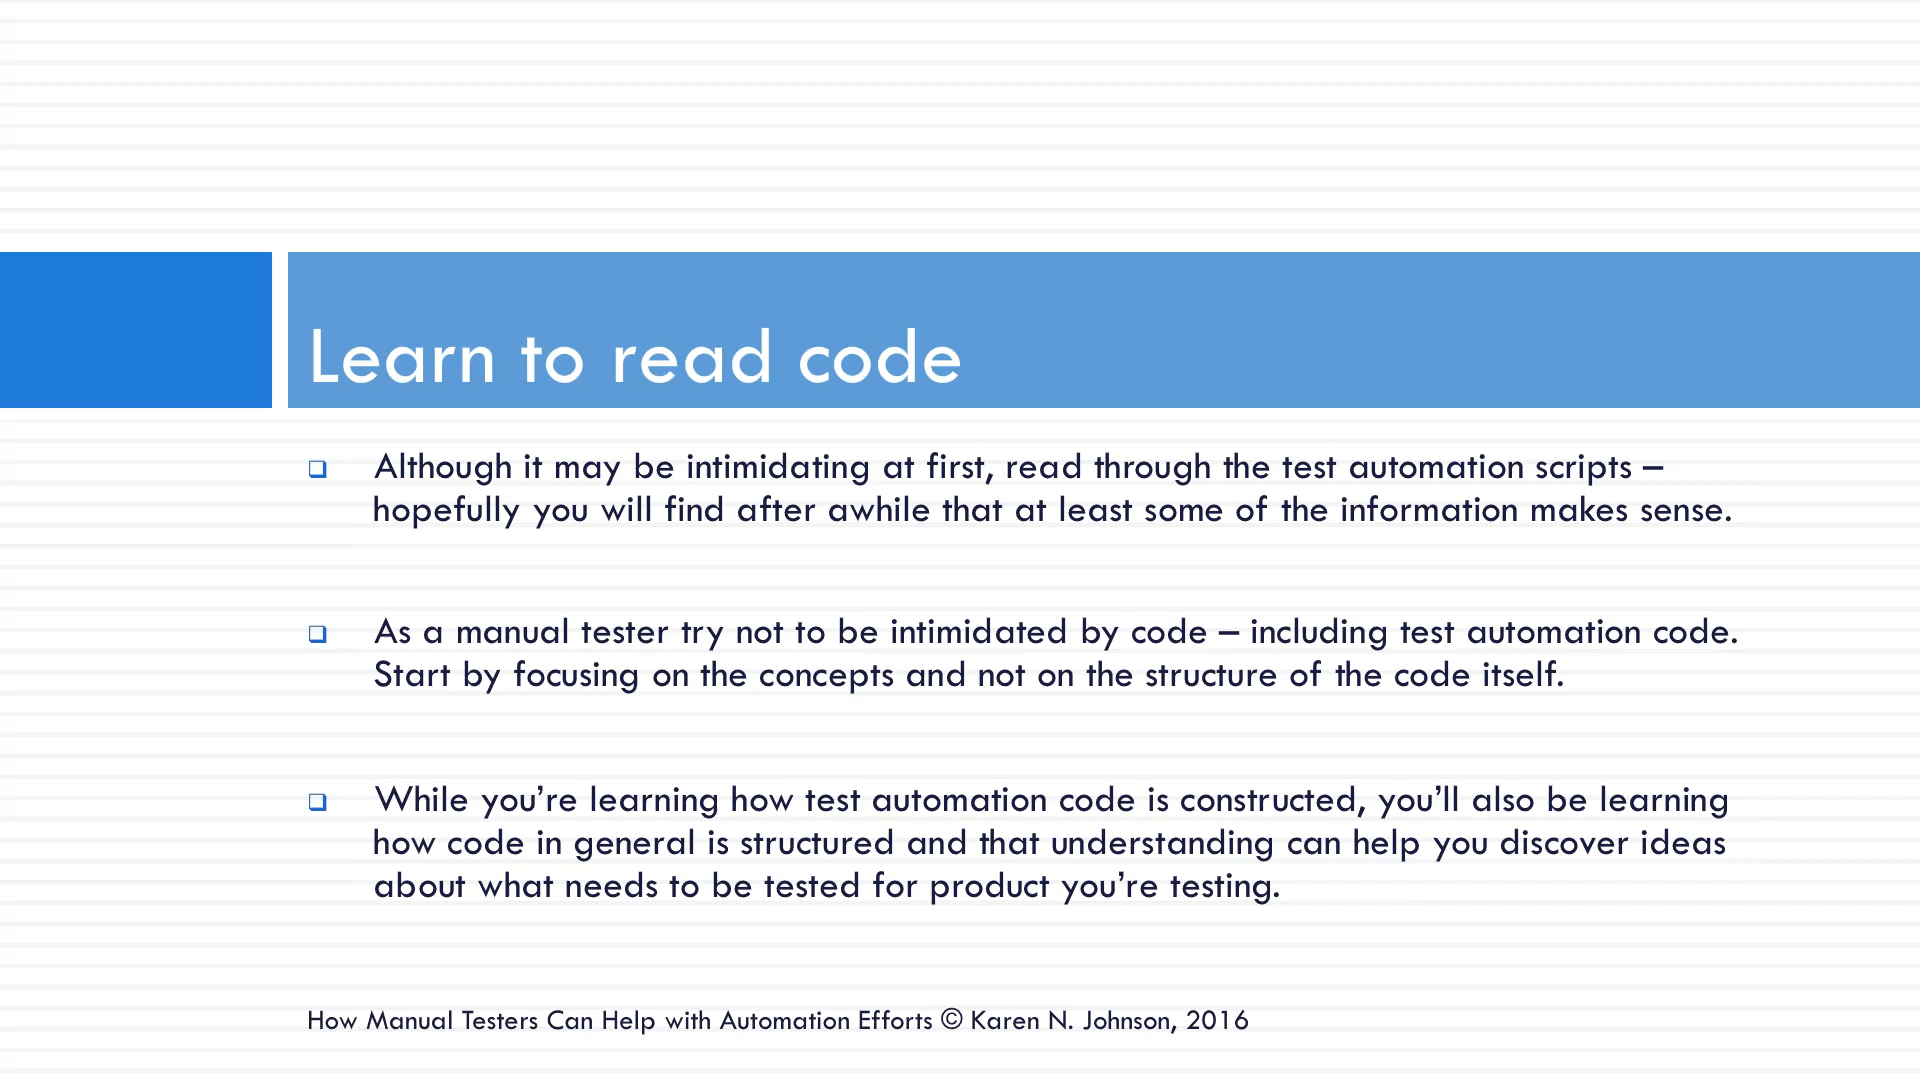 Learn to read code
Although it may be intimidating at first, read through the test automation scripts –
hopefully you will find after awhile that at least some of the information makes sense.
As a manual tester try not to be intimidated by code – including test automation code.
Start by focusing on the concepts and not on the structure of the code itself.
While you’re learning how test automation code is constructed, you’ll also be learning
how code in general is structured and that understanding can help you discover ideas
about what needs to be tested for product you’re testing.
How Manual Testers Can Help with Automation Efforts © Karen N. Johnson, 2016